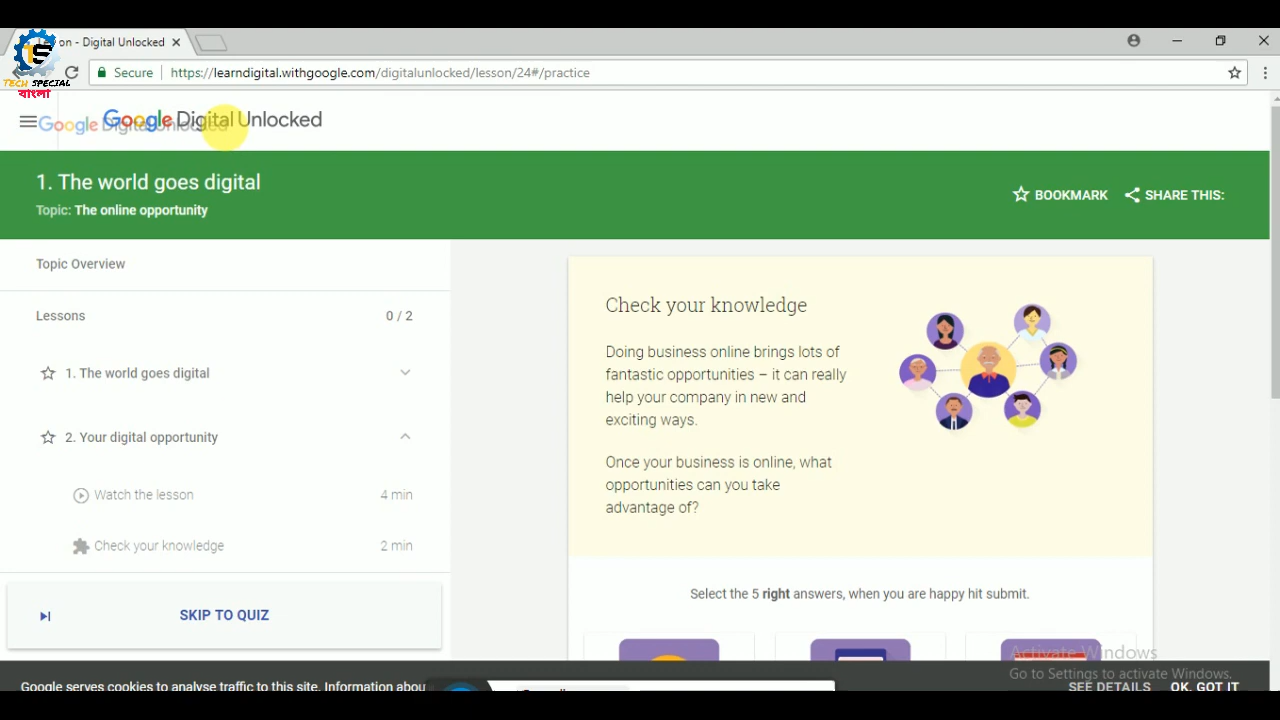 on - Digital Unlocked
TS
TECH SPECIAL
বাংলা
Secure
https://learndigital.withgoogle.com/digitalunlocked/lesson/24#/practice
Google Digital Unlocked
Google Digital Unlocked
1. The world goes digital
Topic: The online opportunity
BOOKMARK
SHARE THIS:
Topic Overview
Lessons 0 / 2
1. The world goes digital
2. Your digital opportunity
Watch the lesson 4 min
Check your knowledge 2 min
SKIP TO QUIZ
Check your knowledge
Doing business online brings lots of
fantastic opportunities – it can really
help your company in new and
exciting ways.
Once your business is online, what
opportunities can you take
advantage of?
Select the 5 right answers, when you are happy hit submit.
Activate Windows
Go to Settings to activate Windows.
Google serves cookies to analyse traffic to this site. Information abou
SEE DETAILS OK, GOT IT